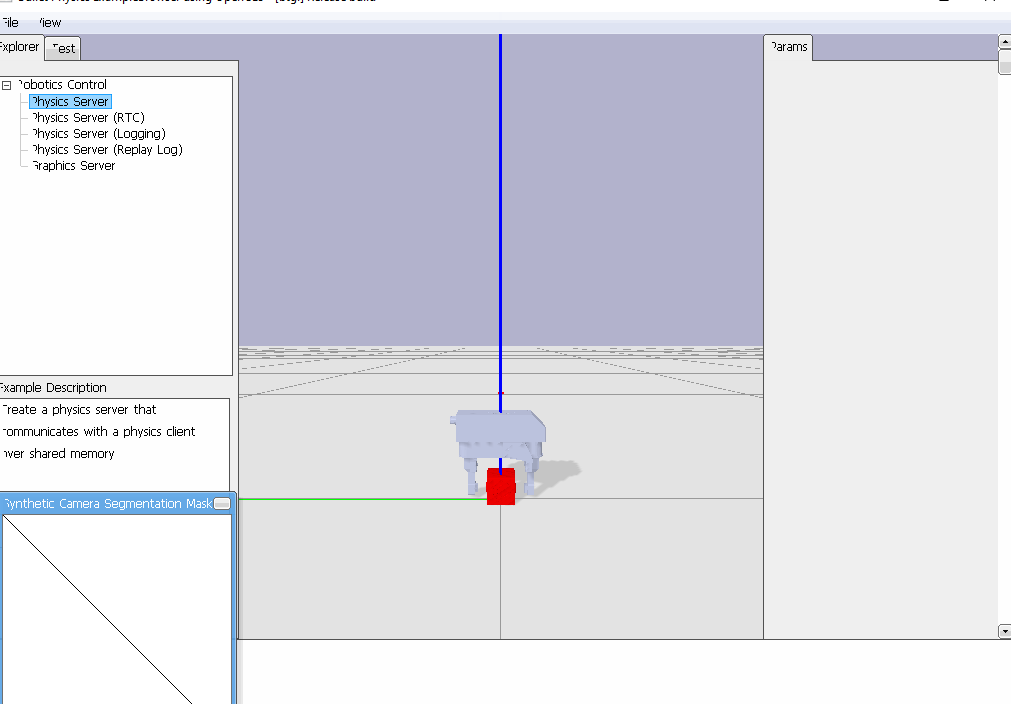 File View
Explorer Test
Params
Robotics Control
Physics Server
Physics Server (RTC)
Physics Server (Logging)
Physics Server (Replay Log)
Graphics Server
Example Description
Create a physics server that
communicates with a physics client
over shared memory
Synthetic Camera Segmentation Mask